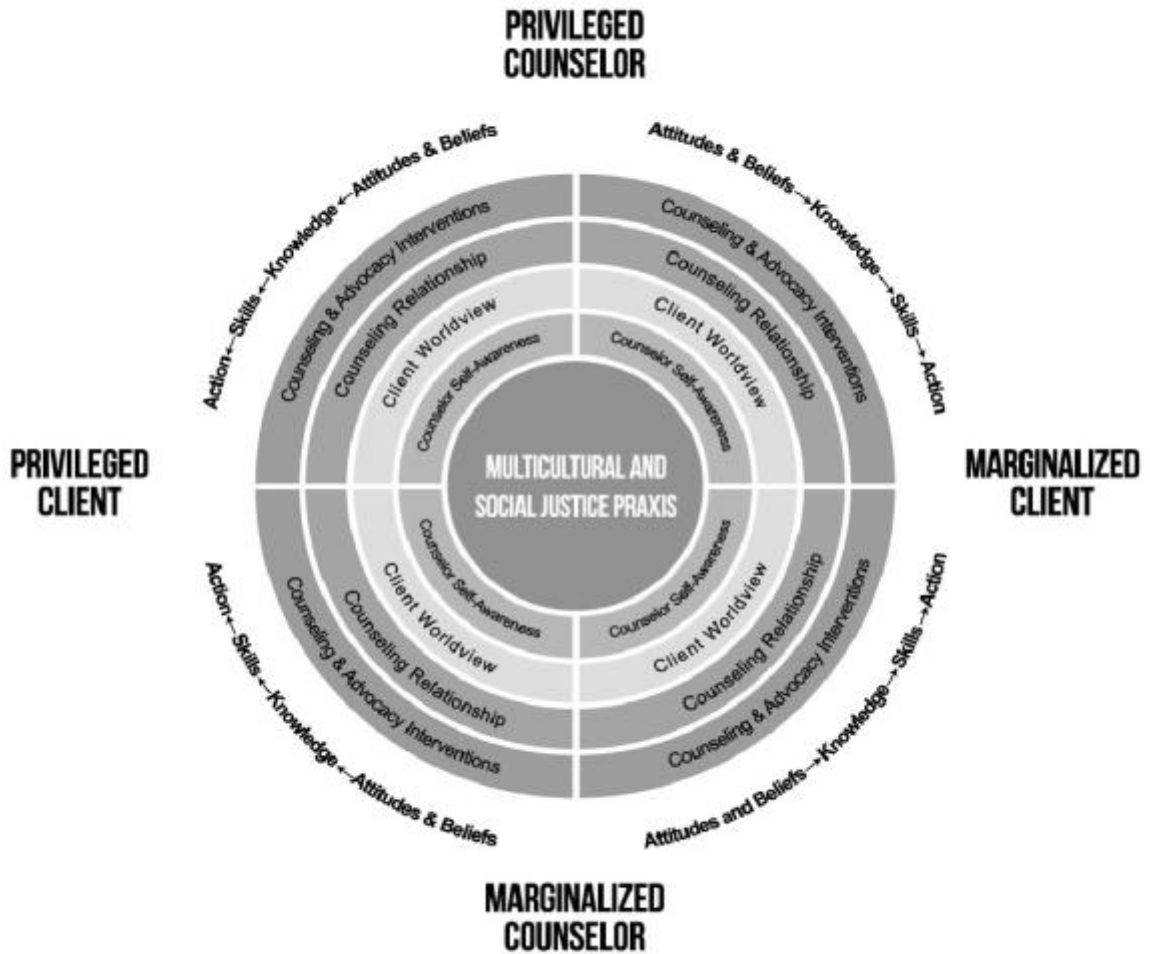 PRIVILEGED
COUNSELOR
Action←Skills←Knowledge←Attitudes & Beliefs
Attitudes & Beliefs→Knowledge→Skills→Action
Counseling & Advocacy Interventions
Counseling & Advocacy Interventions
Counseling Relationship
Counseling Relationship
Client Worldview
Client Worldview
Counselor Self-Awareness
Counselor Self-Awareness
PRIVILEGED
CLIENT
MULTICULTURAL AND
SOCIAL JUSTICE PRAXIS
MARGINALIZED
CLIENT
Counselor Self-Awareness
Counselor Self-Awareness
Client Worldview
Client Worldview
Counseling Relationship
Counseling Relationship
Counseling & Advocacy Interventions
Counseling & Advocacy Interventions
Action←Skills←Knowledge←Attitudes & Beliefs
Attitudes and Beliefs→Knowledge→Skills→Action
MARGINALIZED
COUNSELOR